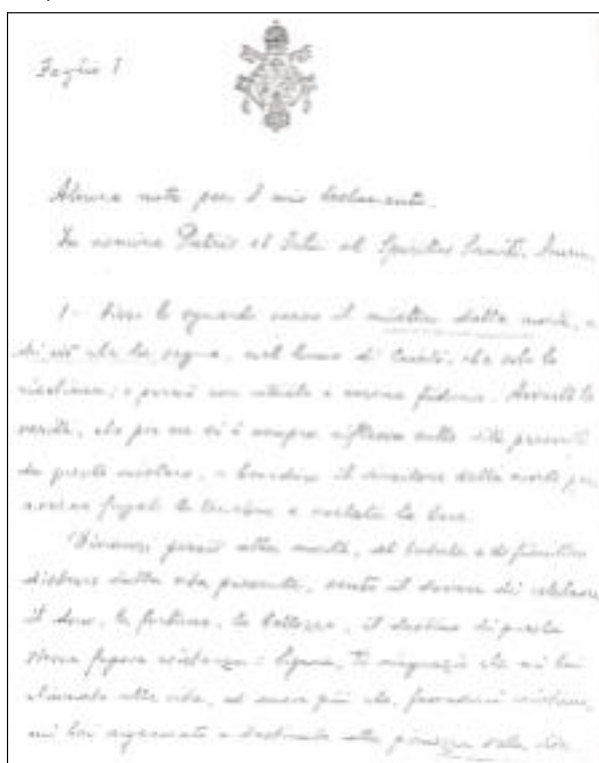 Foglio I
Alcune note per il mio testamento.
In nomine Patris et Filii et Spiritus Sancti. Amen.
1. Fisso lo sguardo verso il mistero della morte, e
di ciò che la segue, nel lume di Cristo, che solo la
rischiara; e perciò con umile e serena fiducia. Avverto la
verità, che per me si è sempre riflessa sulla vita presente
da questo mistero, e benedico il vincitore della morte per
averne fugate le tenebre e svelata la luce.
Dinanzi perciò alla morte, al totale e definitivo
distacco dalla vita presente, sento il dovere di celebrare
il dono, la fortuna, la bellezza, il destino di questa
stessa fugace esistenza: Signore, Ti ringrazio che mi hai
chiamato alla vita, ed ancor più che, facendomi cristiano,
mi hai rigenerato e destinato alla pienezza della vita.